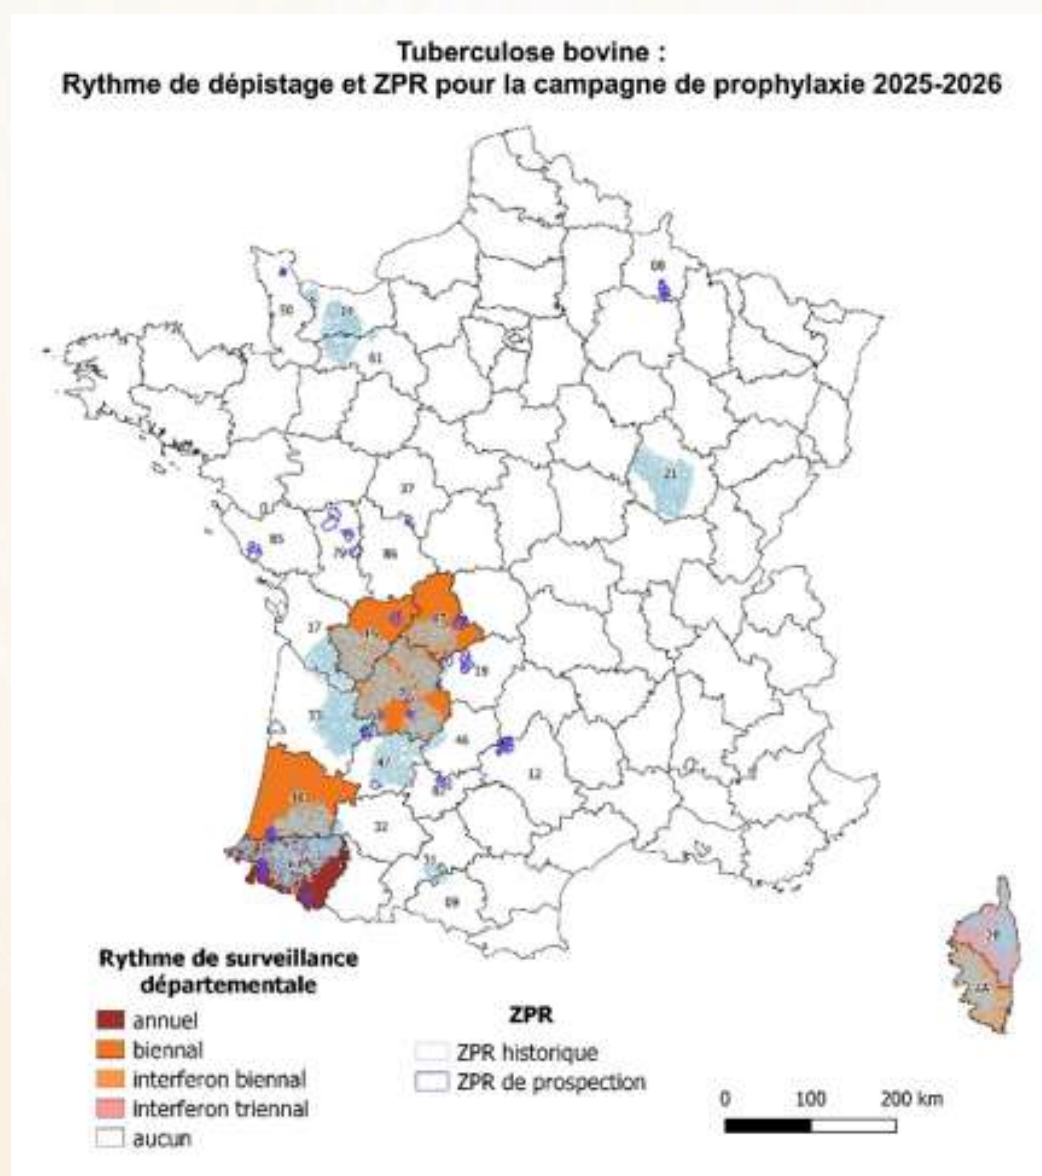 Tuberculose bovine :
Rythme de dépistage et ZPR pour la campagne de prophylaxie 2025-2026
08
50
14
61
21
37
85
79
86
17
19
33
46
47
12
32
31
09
2A
Rythme de surveillance
départementale
annuel
biennal
interferon biennal
interferon triennal
aucun
ZPR
ZPR historique
ZPR de prospection
0 100 200 km